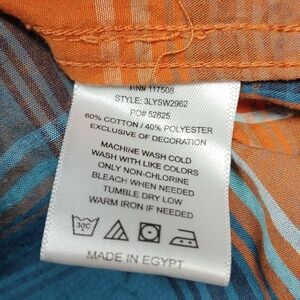 RN# 117508
STYLE: 3LYSW2962
PO# 52625
60% COTTON / 40% POLYESTER
EXCLUSIVE OF DECORATION
MACHINE WASH COLD
WASH WITH LIKE COLORS
ONLY NON-CHLORINE
BLEACH WHEN NEEDED
TUMBLE DRY LOW
WARM IRON IF NEEDED
30C
MADE IN EGYPT